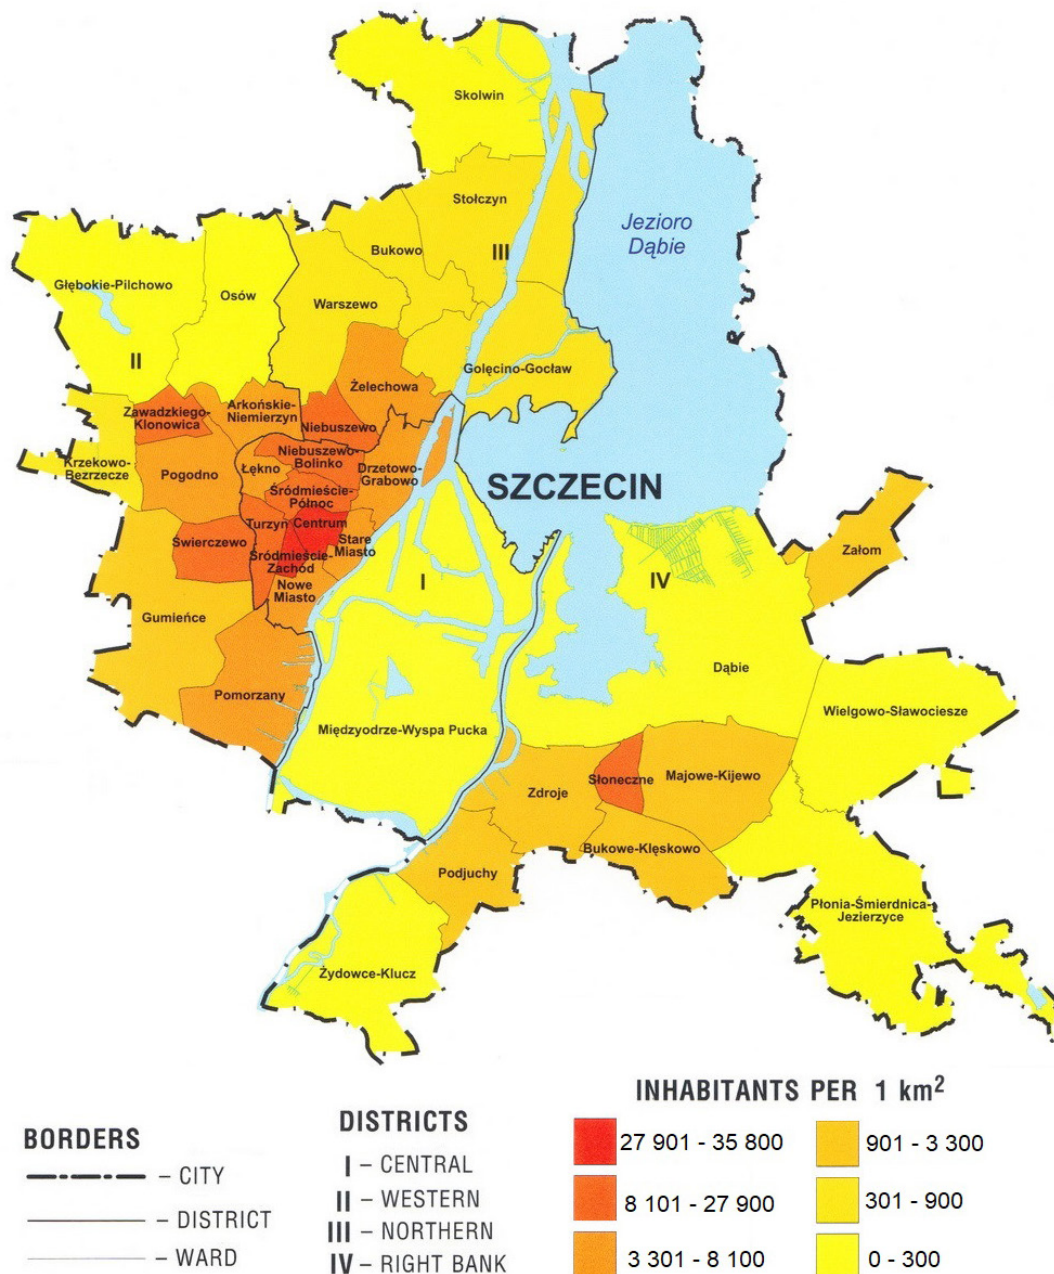 Skolwin
Stołczyn
Jezioro
Dąbie
III
Bukowo
Głębokie-Pilchowo
Osów
Warszewo
II
Golęcino-Gocław
Żelechowa
Zawadzkiego-
Klonowica
Arkońskie-
Niemierzyn
Niebuszewo
Krzekowo-
Bezrzecze
Pogodno
Łękno
Niebuszewo-
Bolinko
Drzetowo-
Grabowo
SZCZECIN
Śródmieście-
Północ
Turzyn
Centrum
Stare
Miasto
Świerczewo
Śródmieście-
Zachód
Nowe
Miasto
I
IV
Załom
Gumieńce
Dąbie
Pomorzany
Wielgowo-Sławociesze
Międzyodrze-Wyspa Pucka
Słoneczne
Majowe-Kijewo
Zdroje
Bukowe-Klęskowo
Podjuchy
Płonia-Śmierdnica-
Jezierzyce
Żydowce-Klucz
BORDERS
– CITY
– DISTRICT
– WARD
DISTRICTS
I – CENTRAL
II – WESTERN
III – NORTHERN
IV – RIGHT BANK
INHABITANTS PER 1 km²
27 901 - 35 800
8 101 - 27 900
3 301 - 8 100
901 - 3 300
301 - 900
0 - 300